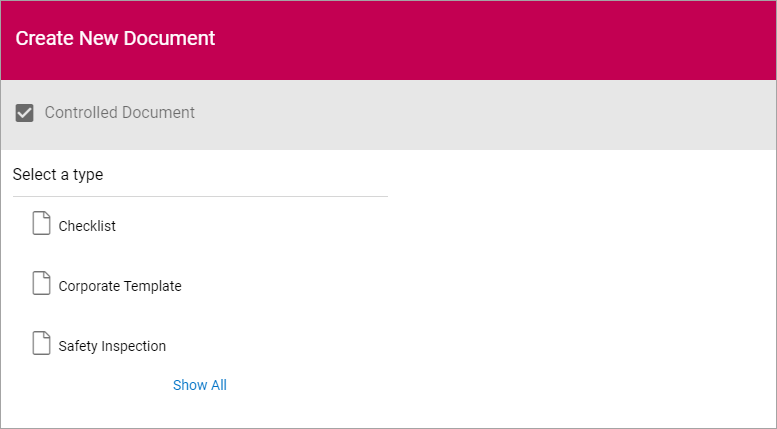 Create New Document
Controlled Document
Select a type
Checklist
Corporate Template
Safety Inspection
Show All